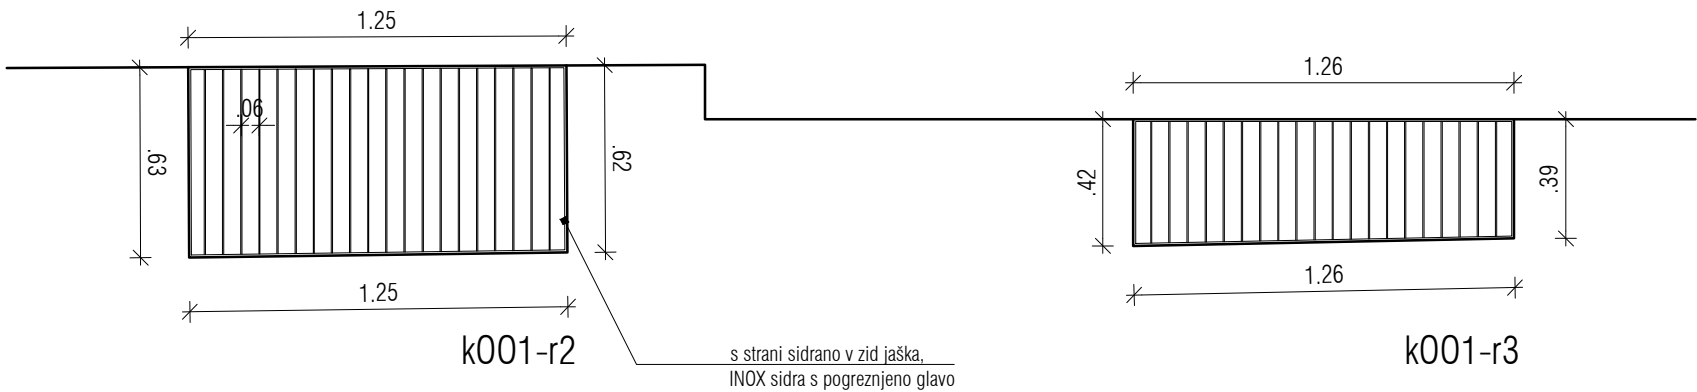 1.25
.06
.63
.62
1.25
k001-r2
s strani sidrano v zid jaška,
INOX sidra s pogreznjeno glavo
1.26
.42
.39
1.26
k001-r3